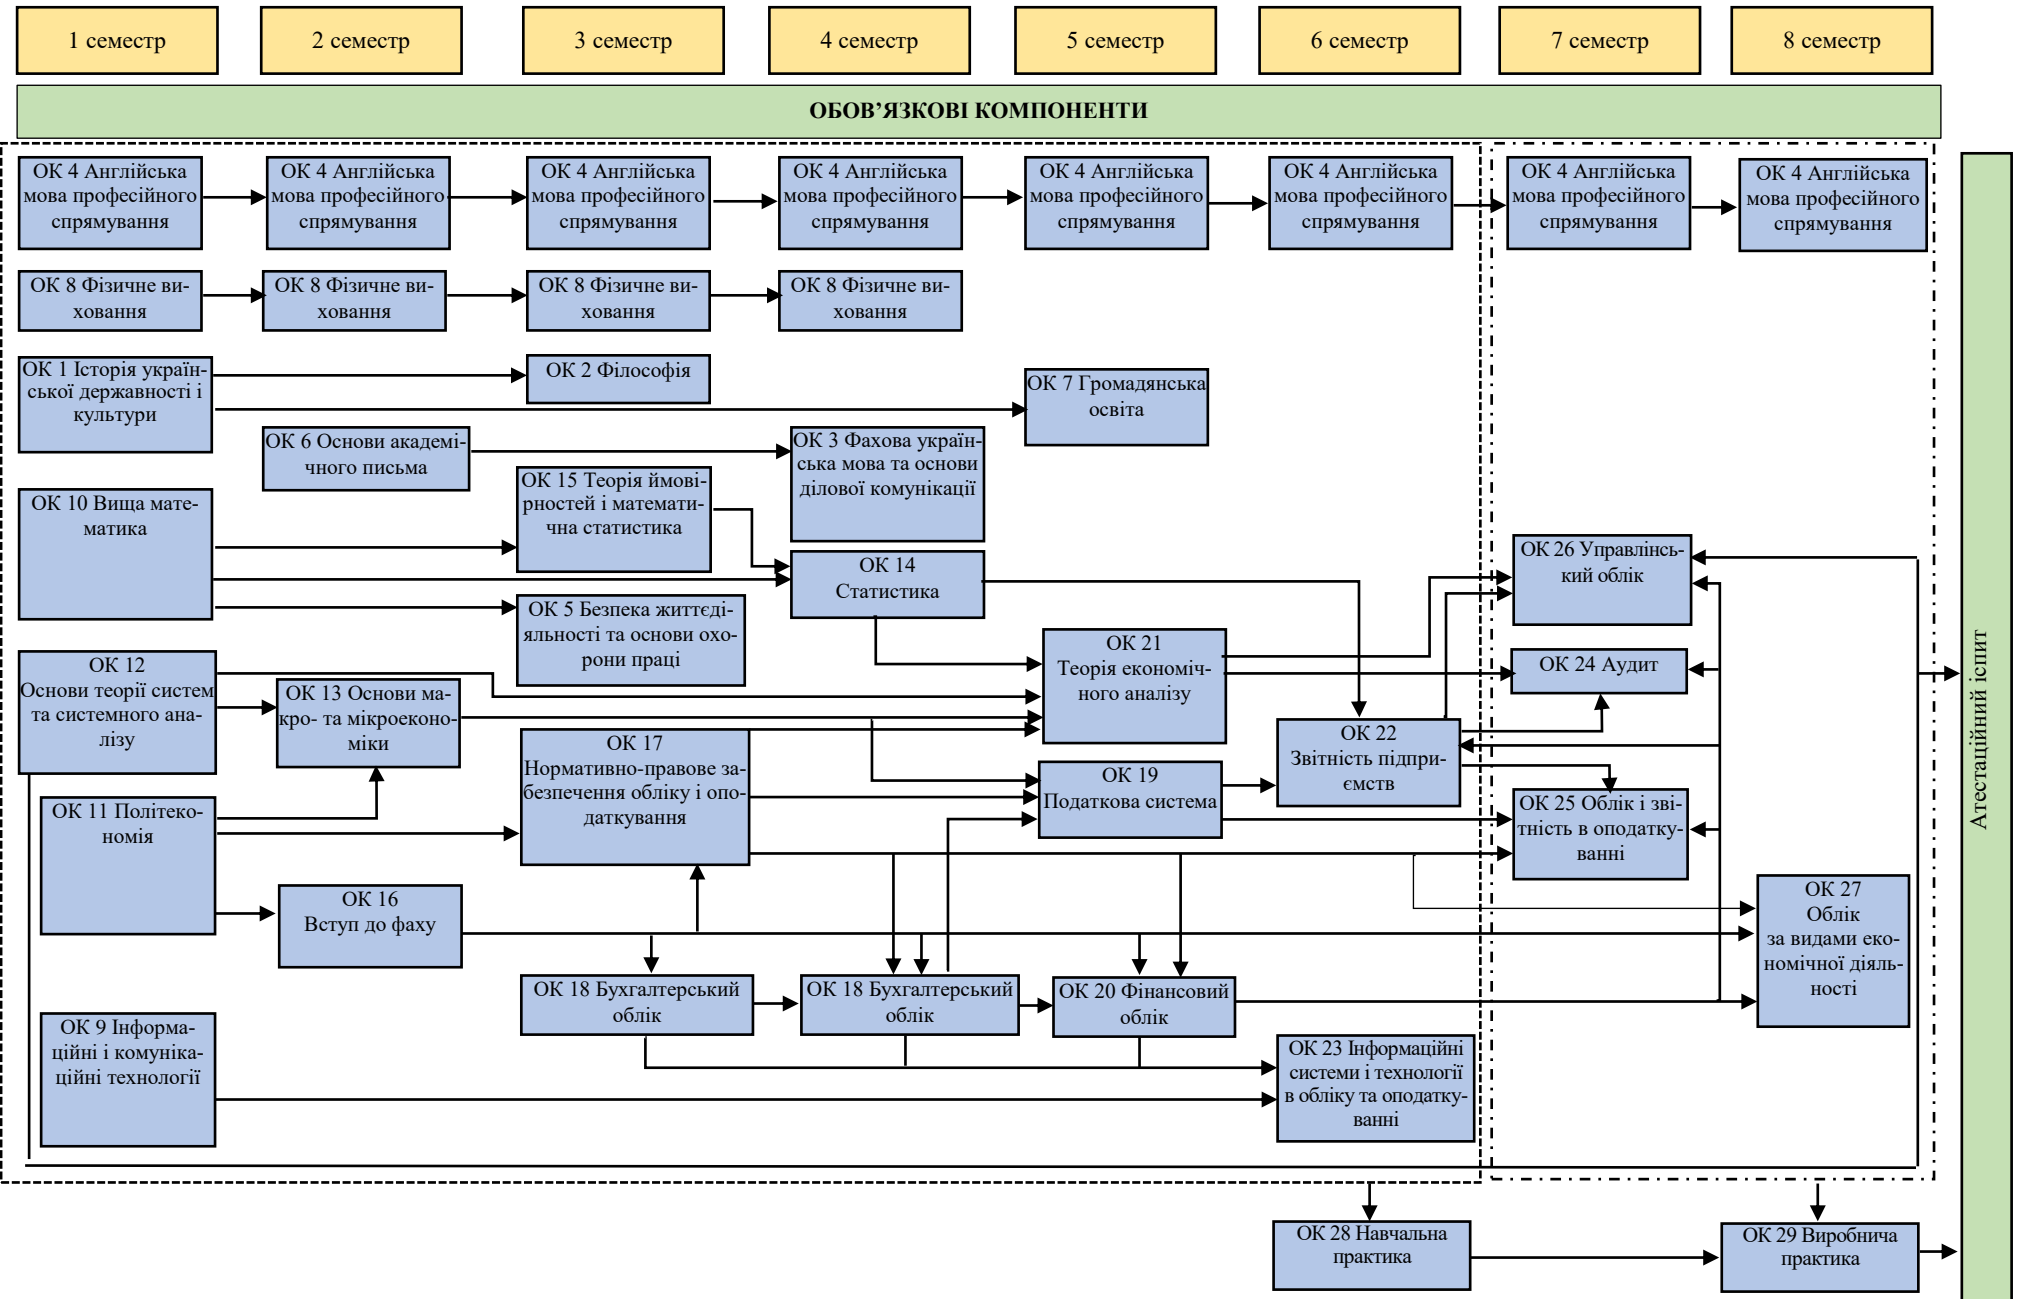 1 семестр
2 семестр
3 семестр
4 семестр
5 семестр
6 семестр
7 семестр
8 семестр
ОБОВ’ЯЗКОВІ КОМПОНЕНТИ
ОК 4 Англійська
мова професійного
спрямування
ОК 4 Англійська
мова професійного
спрямування
ОК 4 Англійська
мова професійного
спрямування
ОК 4 Англійська
мова професійного
спрямування
ОК 4 Англійська
мова професійного
спрямування
ОК 4 Англійська
мова професійного
спрямування
ОК 4 Англійська
мова професійного
спрямування
ОК 4 Англійська
мова професійного
спрямування
ОК 8 Фізичне ви-
ховання
ОК 8 Фізичне ви-
ховання
ОК 8 Фізичне ви-
ховання
ОК 8 Фізичне ви-
ховання
ОК 1 Історія україн-
ської державності і
культури
ОК 2 Філософія
ОК 7 Громадянська
освіта
ОК 6 Основи академі-
чного письма
ОК 3 Фахова україн-
ська мова та основи
ділової комунікації
ОК 10 Вища мате-
матика
ОК 15 Теорія ймові-
рностей і математи-
чна статистика
ОК 14
Статистика
ОК 26 Управлінсь-
кий облік
ОК 5 Безпека життєді-
яльності та основи охо-
рони праці
ОК 12
Основи теорії систем
та системного ана-
лізу
ОК 13 Основи ма-
кро- та мікроеконо-
міки
ОК 21
Теорія економіч-
ного аналізу
ОК 24 Аудит
ОК 17
Нормативно-правове за-
безпечення обліку і опо-
даткування
ОК 22
Звітність підпри-
ємств
ОК 19
Податкова система
ОК 11 Політеко-
номія
ОК 25 Облік і зві-
тність в оподатку-
ванні
ОК 16
Вступ до фаху
ОК 27
Облік
за видами еко-
номічної діяль-
ності
ОК 18 Бухгалтерський
облік
ОК 18 Бухгалтерський
облік
ОК 20 Фінансовий
облік
ОК 9 Інформа-
ційні і комуніка-
ційні технології
ОК 23 Інформаційні
системи і технології
в обліку та оподатку-
ванні
ОК 28 Навчальна
практика
ОК 29 Виробнича
практика
Атестаційний іспит